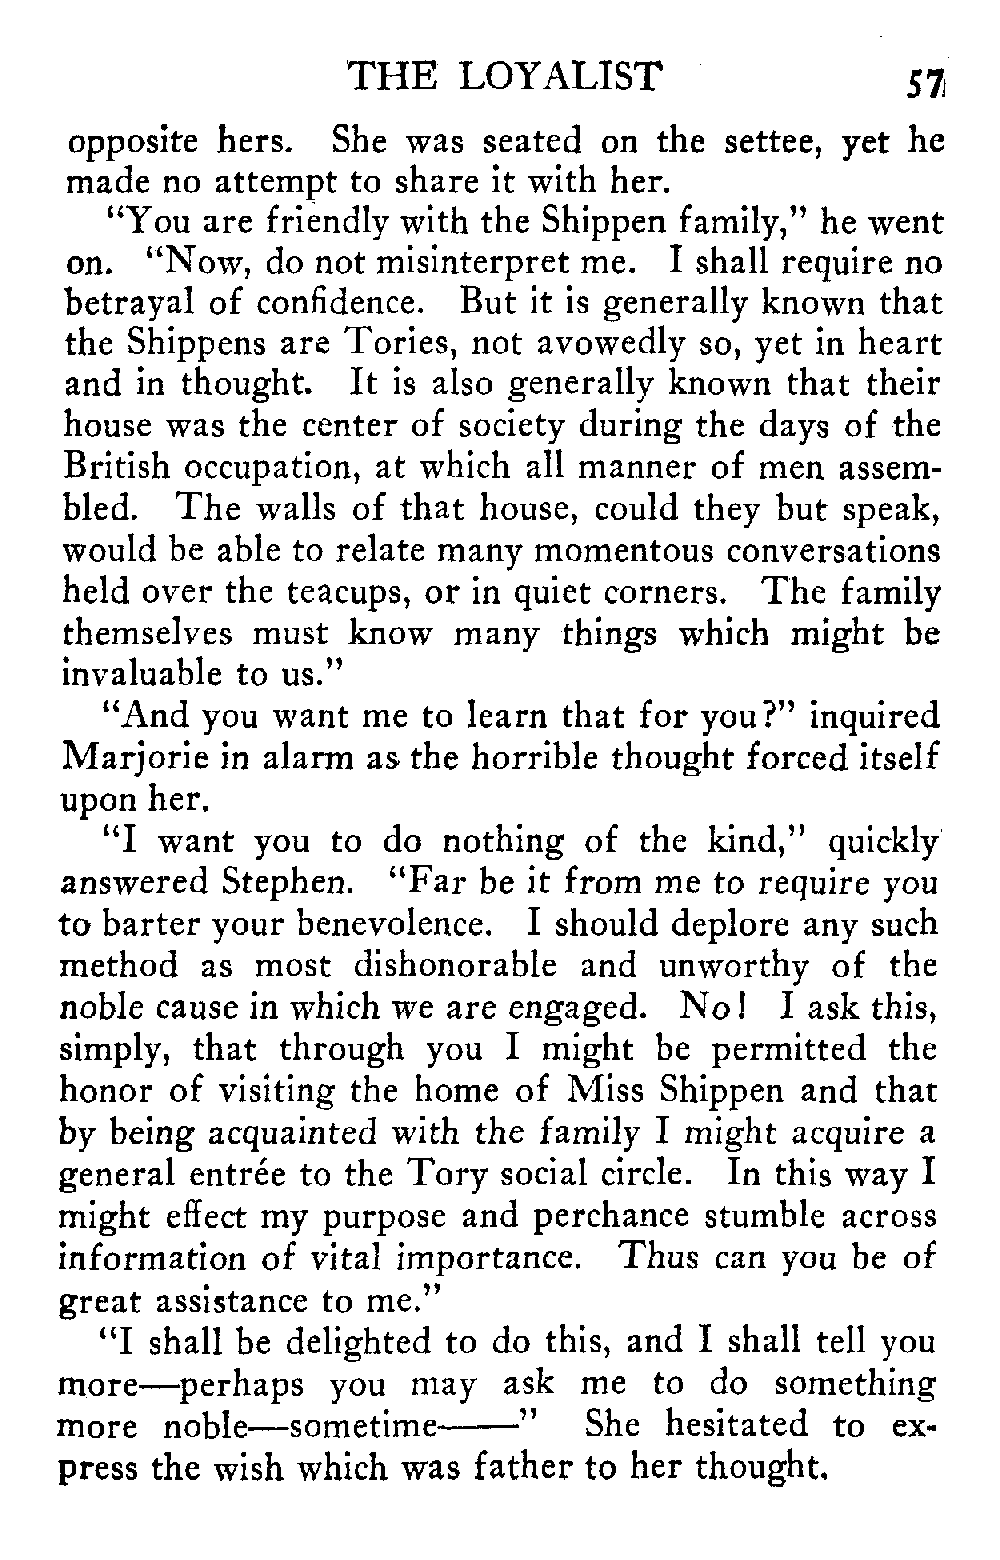 THE LOYALIST 57
opposite hers. She was seated on the settee, yet he
made no attempt to share it with her.
“You are friendly with the Shippen family,” he went
on. “Now, do not misinterpret me. I shall require no
betrayal of confidence. But it is generally known that
the Shippens are Tories, not avowedly so, yet in heart
and in thought. It is also generally known that their
house was the center of society during the days of the
British occupation, at which all manner of men assem-
bled. The walls of that house, could they but speak,
would be able to relate many momentous conversations
held over the teacups, or in quiet corners. The family
themselves must know many things which might be
invaluable to us.”
“And you want me to learn that for you?” inquired
Marjorie in alarm as the horrible thought forced itself
upon her.
“I want you to do nothing of the kind,” quickly
answered Stephen. “Far be it from me to require you
to barter your benevolence. I should deplore any such
method as most dishonorable and unworthy of the
noble cause in which we are engaged. No! I ask this,
simply, that through you I might be permitted the
honor of visiting the home of Miss Shippen and that
by being acquainted with the family I might acquire a
general entrée to the Tory social circle. In this way I
might effect my purpose and perchance stumble across
information of vital importance. Thus can you be of
great assistance to me.”
“I shall be delighted to do this, and I shall tell you
more—perhaps you may ask me to do something
more noble—sometime——” She hesitated to ex-
press the wish which was father to her thought.